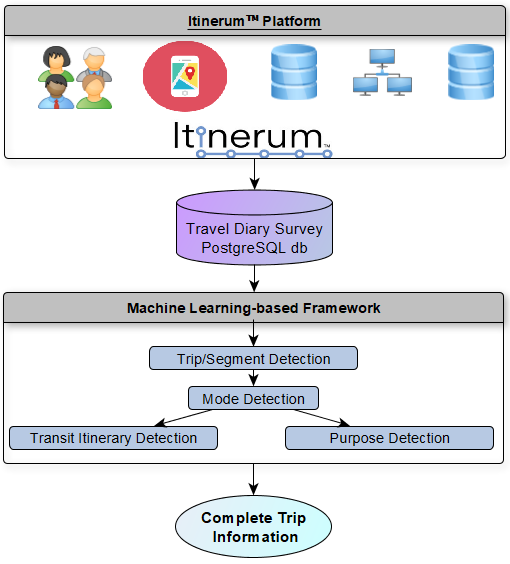 Itinerum™ Platform
Itinerum™
Travel Diary Survey
PostgreSQL db
Machine Learning-based Framework
Trip/Segment Detection
Mode Detection
Transit Itinerary Detection
Purpose Detection
Complete Trip
Information